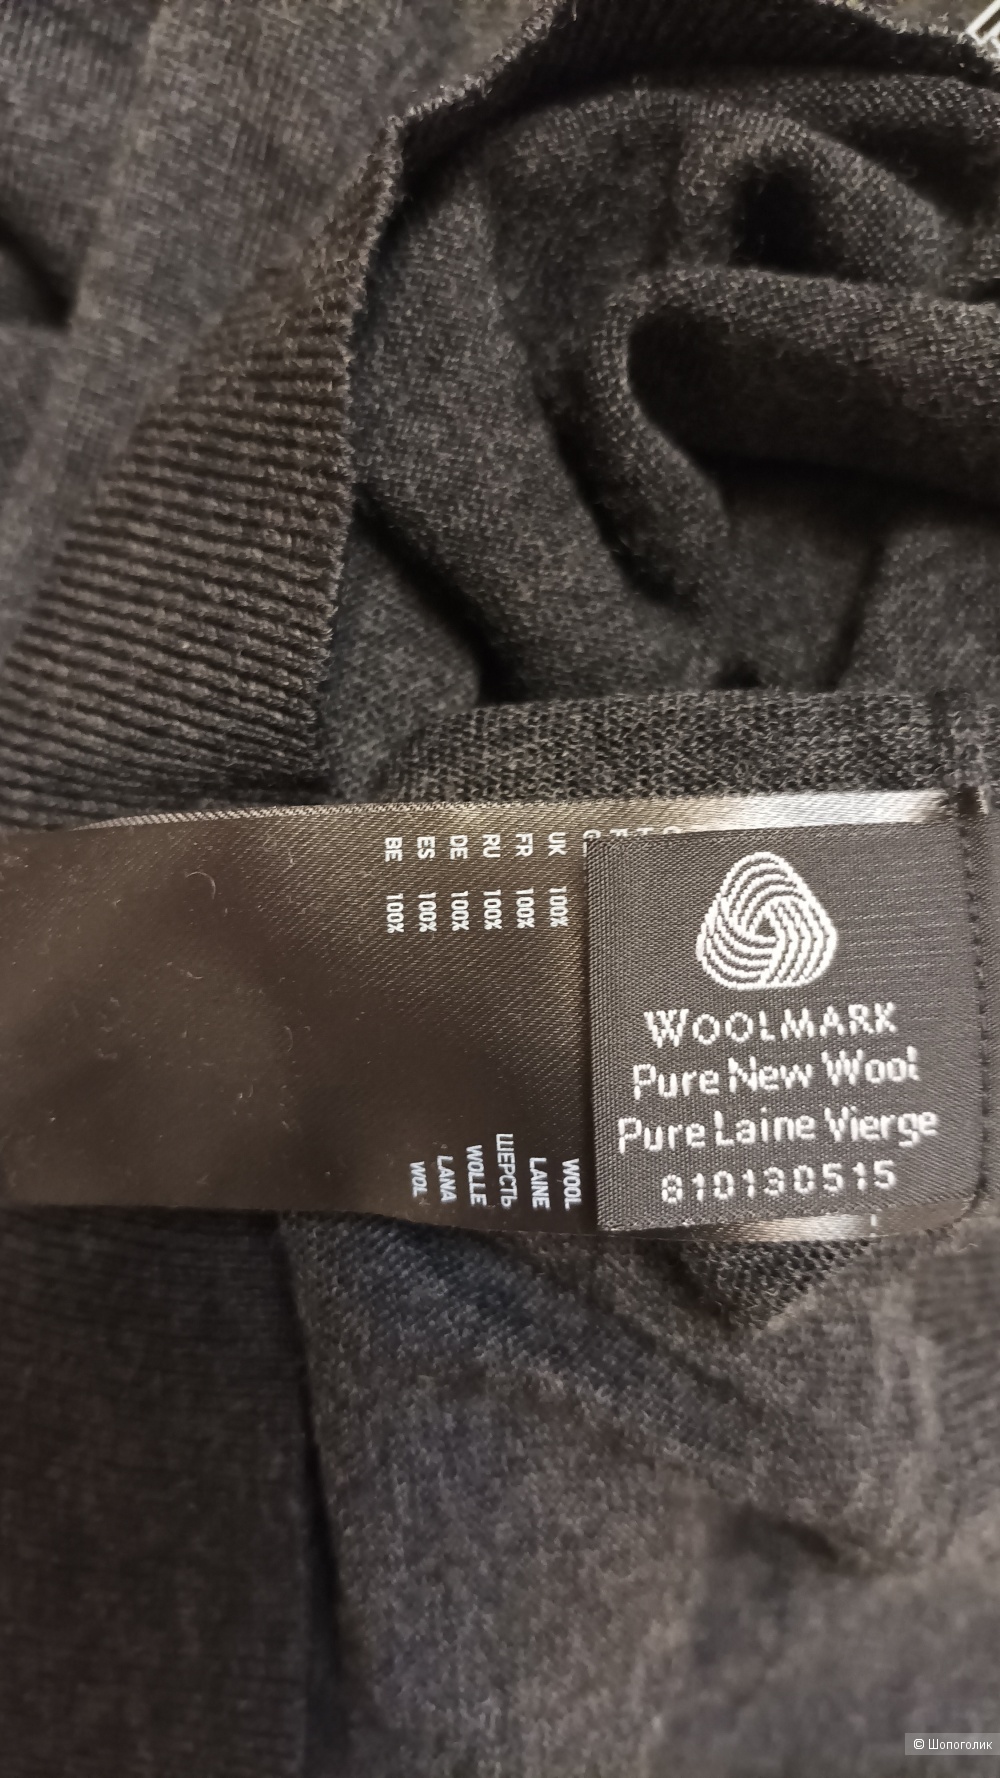 WOOLMARK
Pure New Wool
Pure Laine Vierge
810130515
UK 100% WOOL
FR 100% LAINE
RU 100% ШЕРСТЬ
DE 100% WOLLE
ES 100% LANA
BE 100% WOL
© Шопоголик